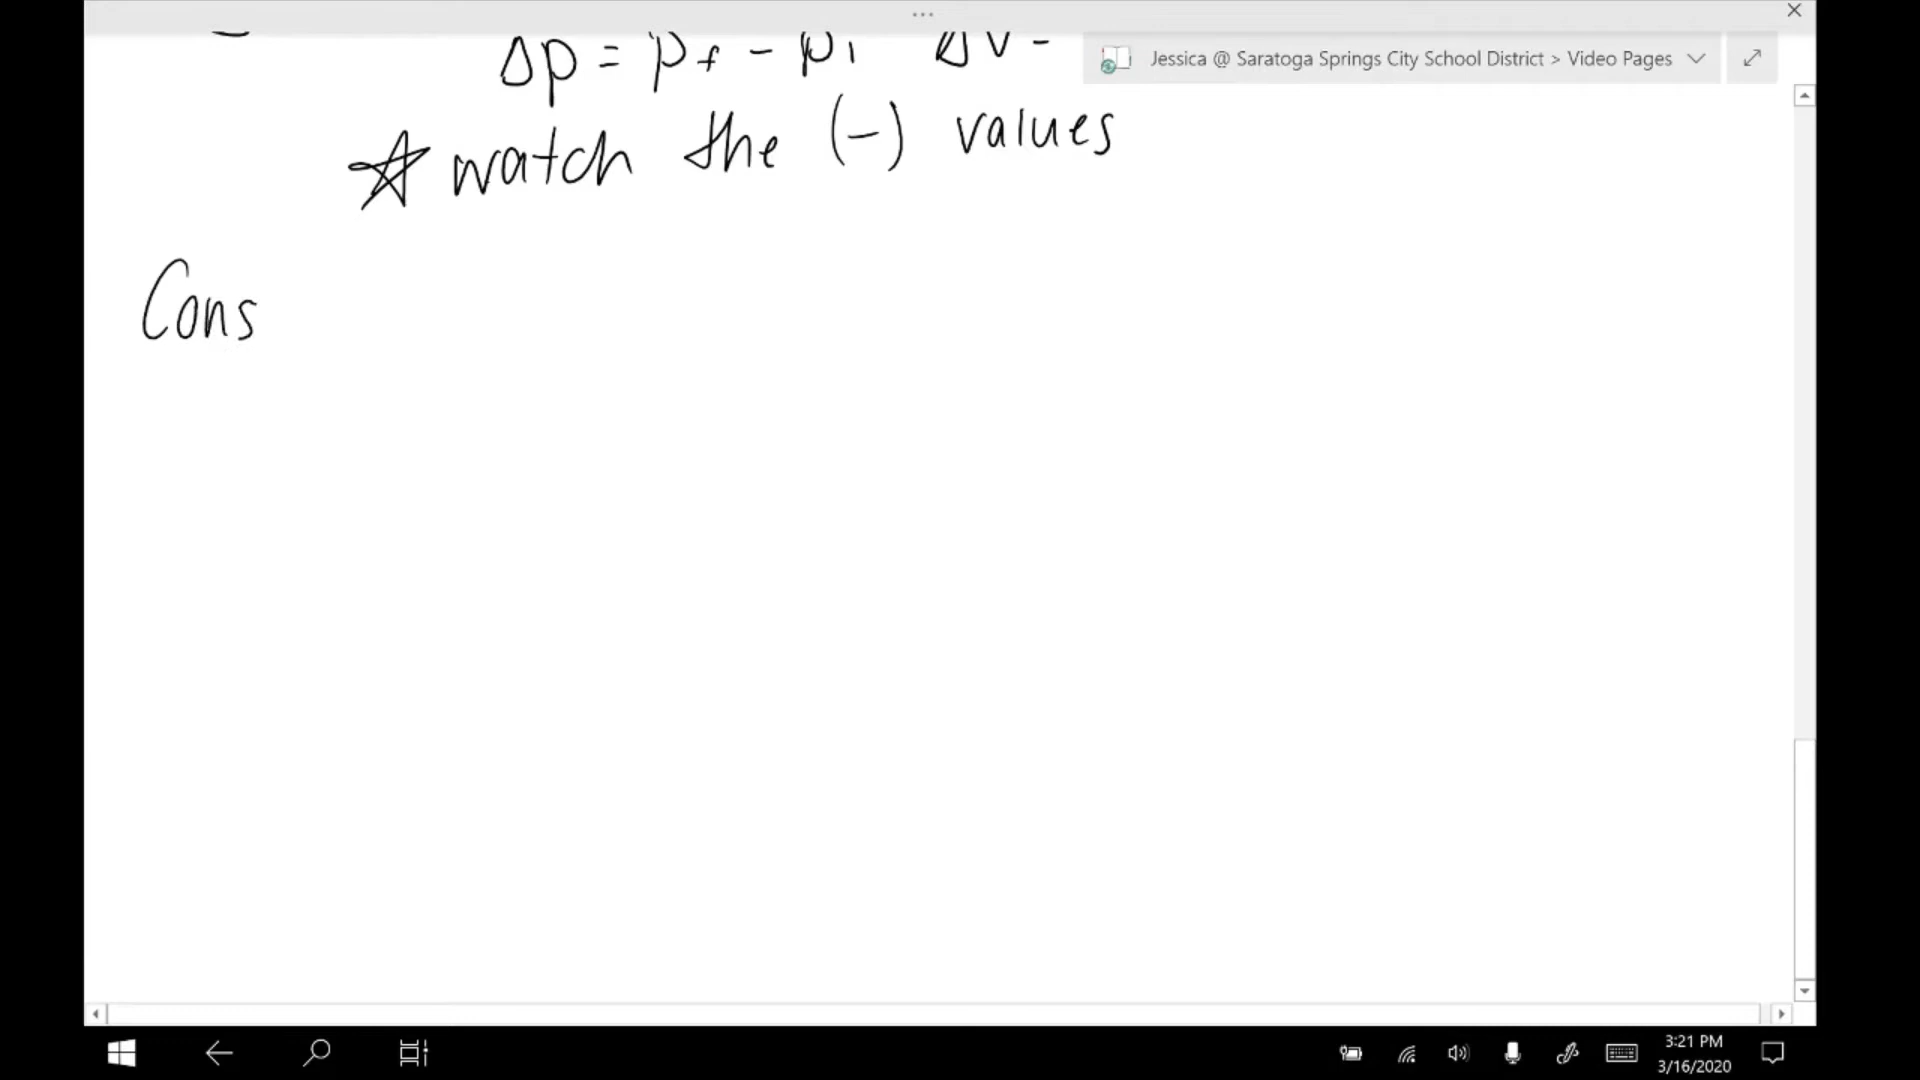 ...
Δp = pf - pi Δv -
Jessica @ Saratoga Springs City School District > Video Pages
☆ watch the (-) values
Cons
3:21 PM
3/16/2020